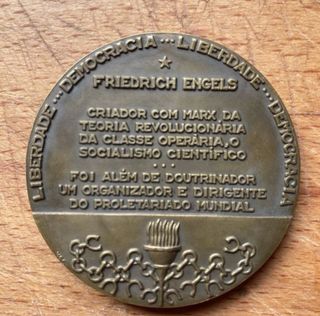 LIBERDADE...DEMOCRACIA...LIBERDADE...DEMOCRACIA
FRIEDRICH ENGELS
CRIADOR COM MARX, DA
TEORIA REVOLUCIONÁRIA
DA CLASSE OPERÁRIA, O
SOCIALISMO CIENTÍFICO
...
FOI ALÉM DE DOUTRINADOR
UM ORGANIZADOR E DIRIGENTE
DO PROLETARIADO MUNDIAL